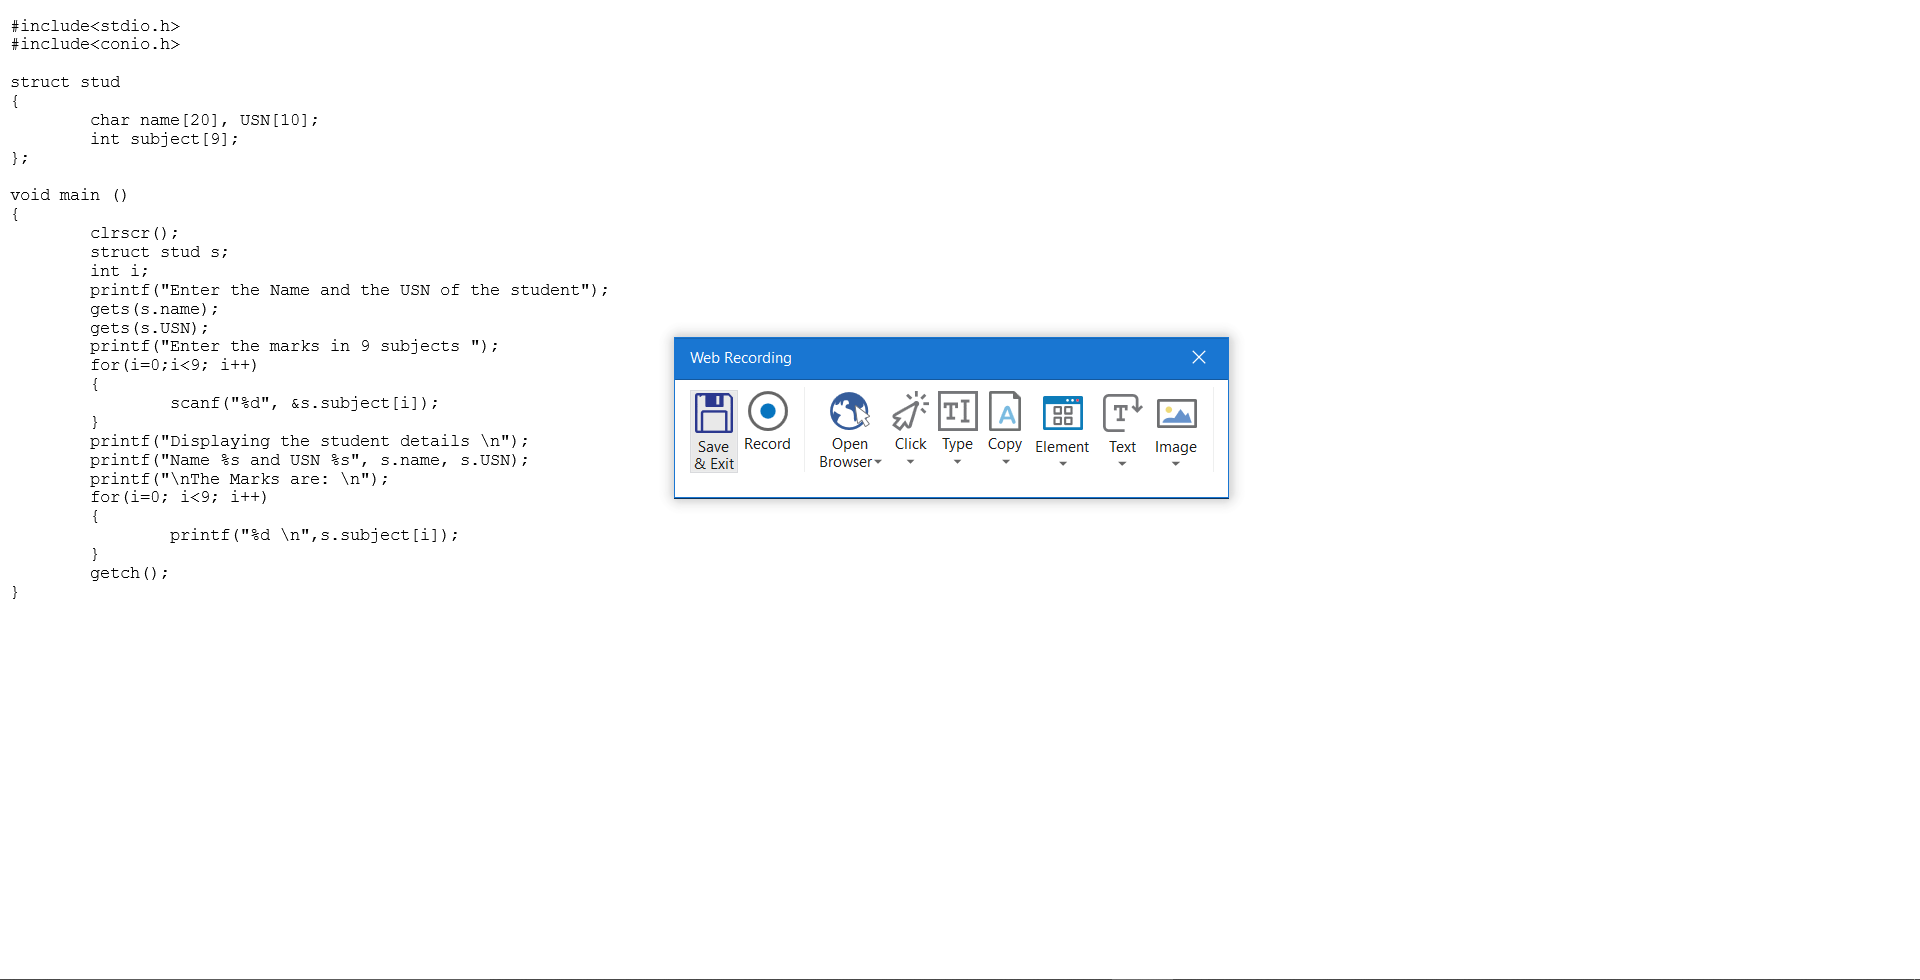 #include<stdio.h>
#include<conio.h>
struct stud
{
char name[20], USN[10];
int subject[9];
};
void main ()
{
clrscr();
struct stud s;
int i;
printf("Enter the Name and the USN of the student");
gets(s.name);
gets(s.USN);
printf("Enter the marks in 9 subjects ");
for(i=0;i<9; i++)
{
scanf("%d", &s.subject[i]);
}
printf("Displaying the student details \n");
printf("Name %s and USN %s", s.name, s.USN);
printf("\nThe Marks are: \n");
for(i=0; i<9; i++)
{
printf("%d \n",s.subject[i]);
}
getch();
}
Web Recording
Save
& Exit
Record
Open
Browser
Click
Type
Copy
Element
Text
Image